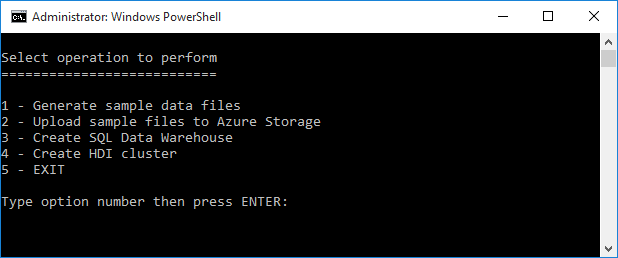 Administrator: Windows PowerShell
Select operation to perform
===========================
1 - Generate sample data files
2 - Upload sample files to Azure Storage
3 - Create SQL Data Warehouse
4 - Create HDI cluster
5 - EXIT
Type option number then press ENTER: